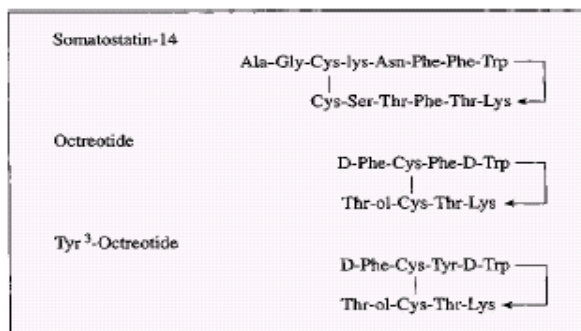 Somatostatin-14
Ala-Gly-Cys-lys-Asn-Phe-Phe-Trp
Cys-Ser-Thr-Phe-Thr-Lys
Octreotide
D-Phe-Cys-Phe-D-Trp
Thr-ol-Cys-Thr-Lys
Tyr³-Octreotide
D-Phe-Cys-Tyr-D-Trp
Thr-ol-Cys-Thr-Lys